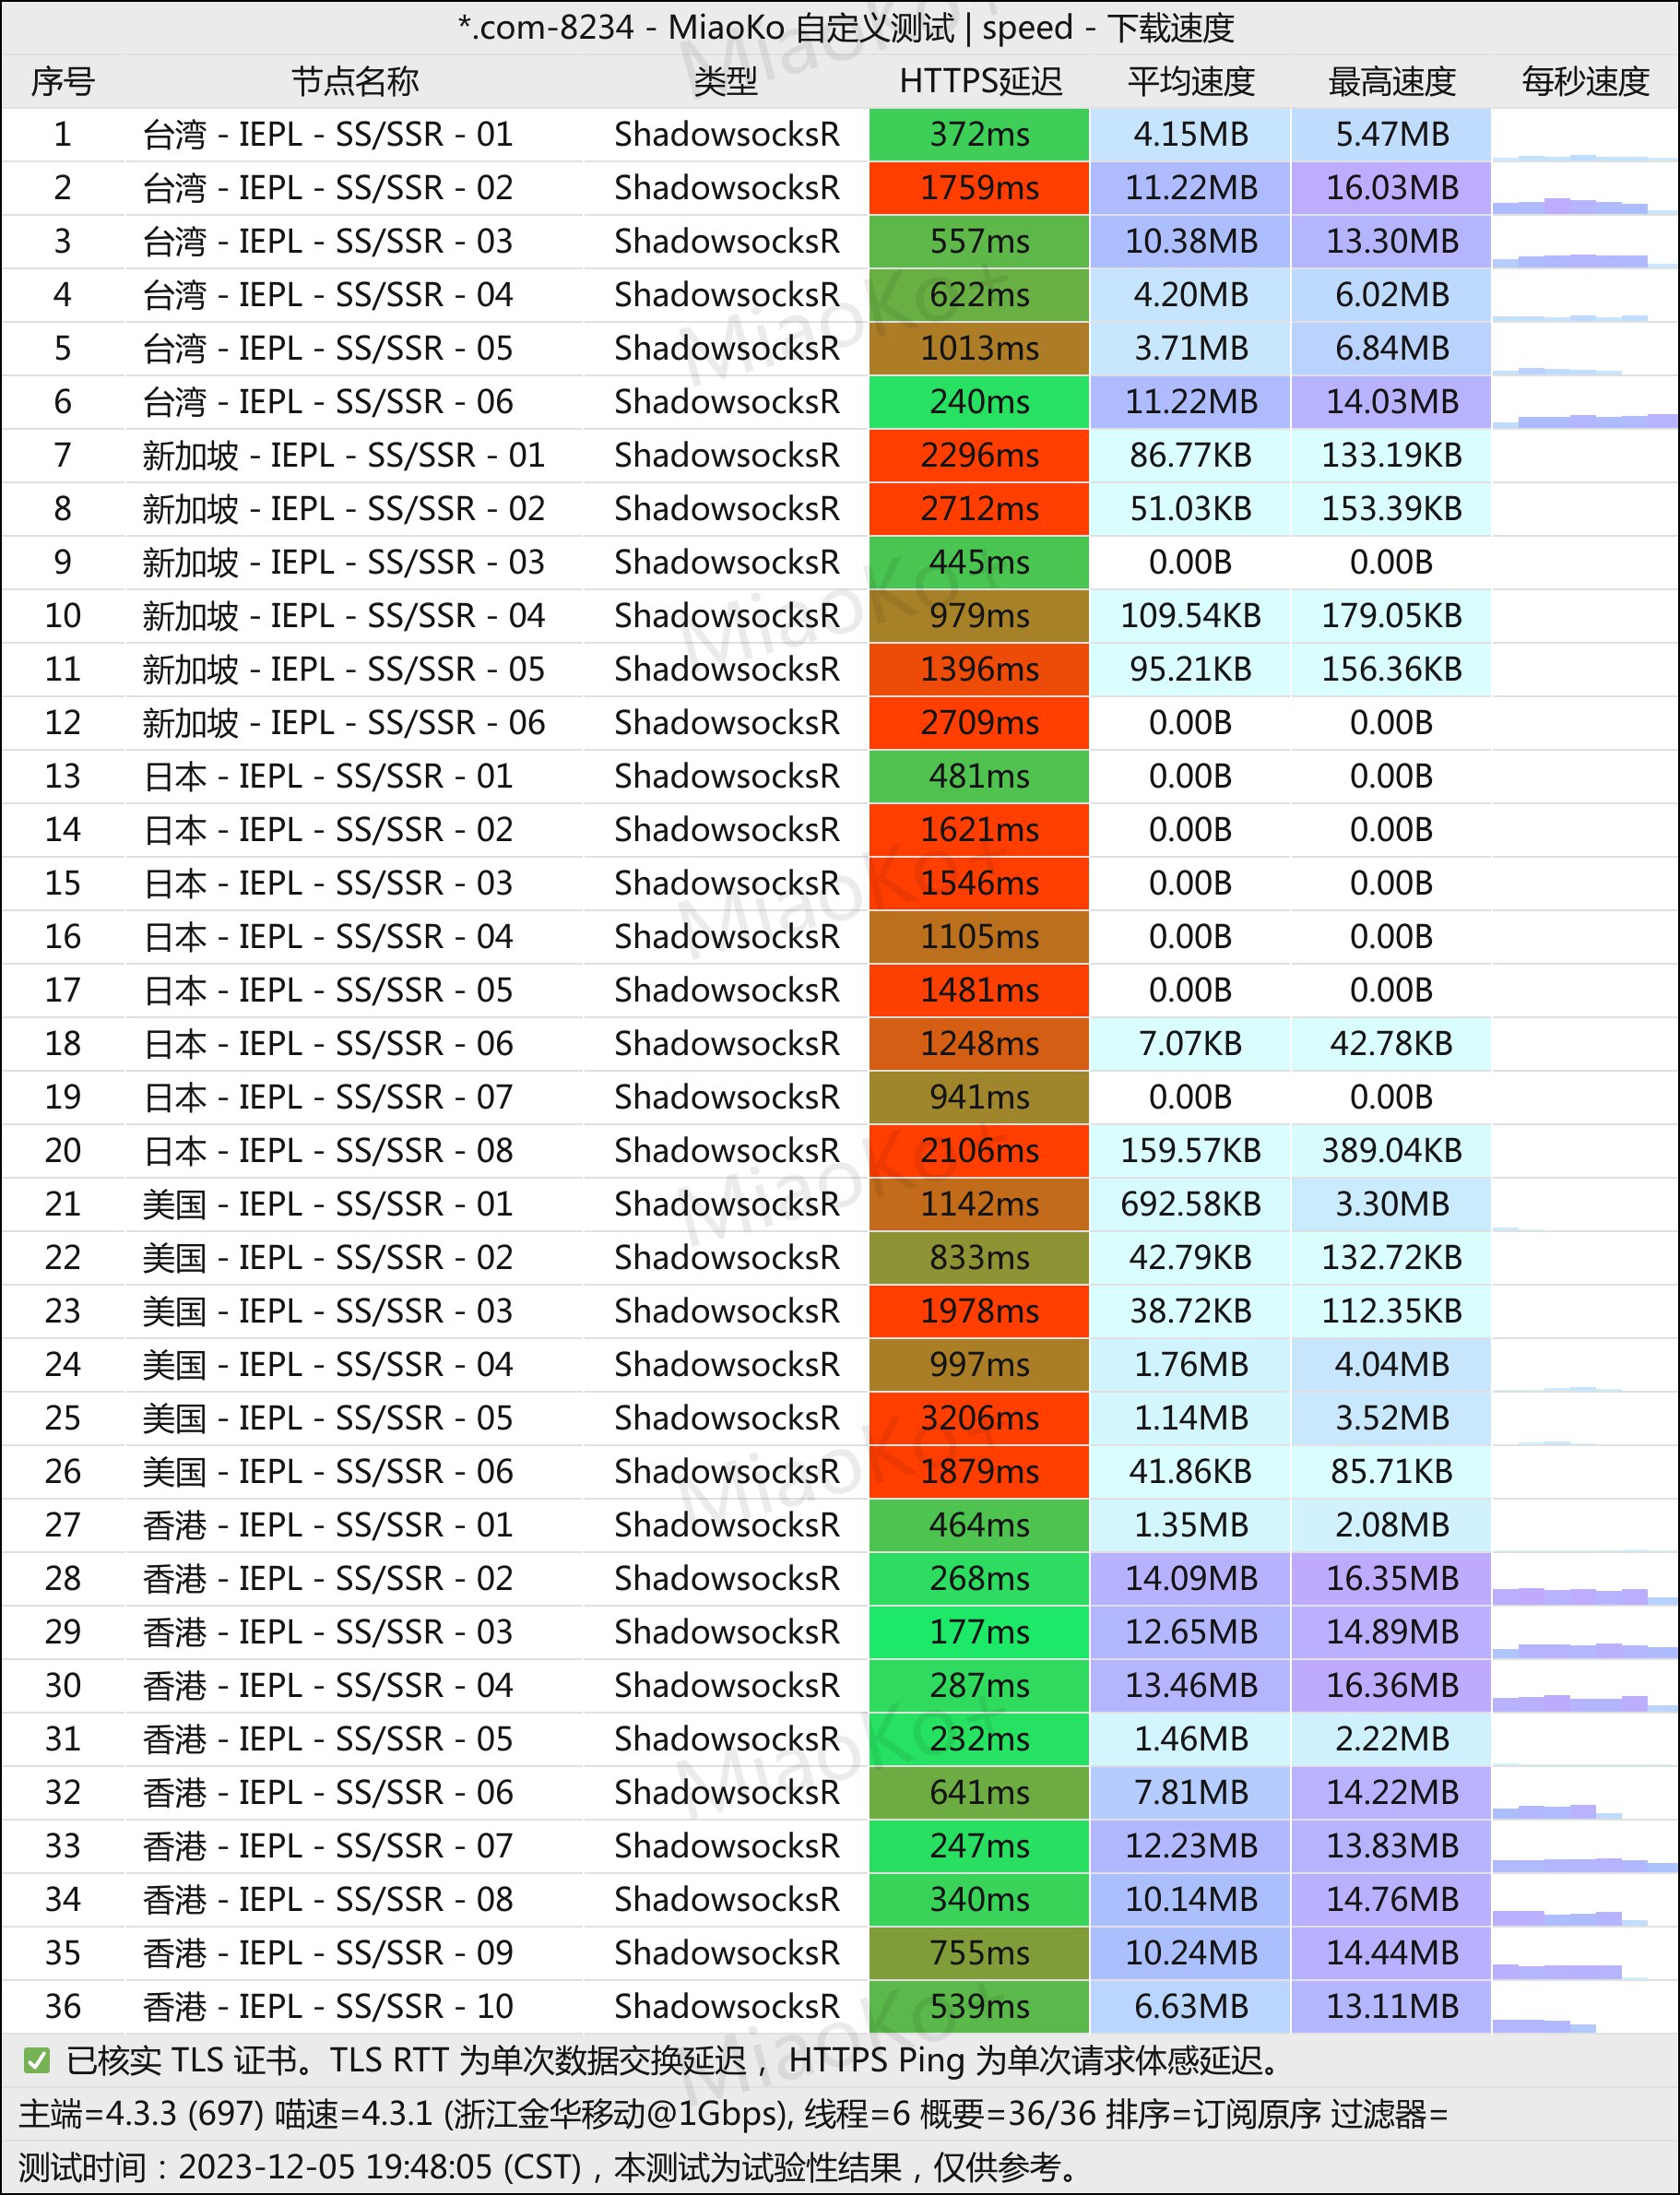 *.com-8234 - MiaoKo 自定义测试 | speed - 下载速度
序号 节点名称 类型 HTTPS延迟 平均速度 最高速度 每秒速度
1 台湾 - IEPL - SS/SSR - 01 ShadowsocksR 372ms 4.15MB 5.47MB
2 台湾 - IEPL - SS/SSR - 02 ShadowsocksR 1759ms 11.22MB 16.03MB
3 台湾 - IEPL - SS/SSR - 03 ShadowsocksR 557ms 10.38MB 13.30MB
4 台湾 - IEPL - SS/SSR - 04 ShadowsocksR 622ms 4.20MB 6.02MB
5 台湾 - IEPL - SS/SSR - 05 ShadowsocksR 1013ms 3.71MB 6.84MB
6 台湾 - IEPL - SS/SSR - 06 ShadowsocksR 240ms 11.22MB 14.03MB
7 新加坡 - IEPL - SS/SSR - 01 ShadowsocksR 2296ms 86.77KB 133.19KB
8 新加坡 - IEPL - SS/SSR - 02 ShadowsocksR 2712ms 51.03KB 153.39KB
9 新加坡 - IEPL - SS/SSR - 03 ShadowsocksR 445ms 0.00B 0.00B
10 新加坡 - IEPL - SS/SSR - 04 ShadowsocksR 979ms 109.54KB 179.05KB
11 新加坡 - IEPL - SS/SSR - 05 ShadowsocksR 1396ms 95.21KB 156.36KB
12 新加坡 - IEPL - SS/SSR - 06 ShadowsocksR 2709ms 0.00B 0.00B
13 日本 - IEPL - SS/SSR - 01 ShadowsocksR 481ms 0.00B 0.00B
14 日本 - IEPL - SS/SSR - 02 ShadowsocksR 1621ms 0.00B 0.00B
15 日本 - IEPL - SS/SSR - 03 ShadowsocksR 1546ms 0.00B 0.00B
16 日本 - IEPL - SS/SSR - 04 ShadowsocksR 1105ms 0.00B 0.00B
17 日本 - IEPL - SS/SSR - 05 ShadowsocksR 1481ms 0.00B 0.00B
18 日本 - IEPL - SS/SSR - 06 ShadowsocksR 1248ms 7.07KB 42.78KB
19 日本 - IEPL - SS/SSR - 07 ShadowsocksR 941ms 0.00B 0.00B
20 日本 - IEPL - SS/SSR - 08 ShadowsocksR 2106ms 159.57KB 389.04KB
21 美国 - IEPL - SS/SSR - 01 ShadowsocksR 1142ms 692.58KB 3.30MB
22 美国 - IEPL - SS/SSR - 02 ShadowsocksR 833ms 42.79KB 132.72KB
23 美国 - IEPL - SS/SSR - 03 ShadowsocksR 1978ms 38.72KB 112.35KB
24 美国 - IEPL - SS/SSR - 04 ShadowsocksR 997ms 1.76MB 4.04MB
25 美国 - IEPL - SS/SSR - 05 ShadowsocksR 3206ms 1.14MB 3.52MB
26 美国 - IEPL - SS/SSR - 06 ShadowsocksR 1879ms 41.86KB 85.71KB
27 香港 - IEPL - SS/SSR - 01 ShadowsocksR 464ms 1.35MB 2.08MB
28 香港 - IEPL - SS/SSR - 02 ShadowsocksR 268ms 14.09MB 16.35MB
29 香港 - IEPL - SS/SSR - 03 ShadowsocksR 177ms 12.65MB 14.89MB
30 香港 - IEPL - SS/SSR - 04 ShadowsocksR 287ms 13.46MB 16.36MB
31 香港 - IEPL - SS/SSR - 05 ShadowsocksR 232ms 1.46MB 2.22MB
32 香港 - IEPL - SS/SSR - 06 ShadowsocksR 641ms 7.81MB 14.22MB
33 香港 - IEPL - SS/SSR - 07 ShadowsocksR 247ms 12.23MB 13.83MB
34 香港 - IEPL - SS/SSR - 08 ShadowsocksR 340ms 10.14MB 14.76MB
35 香港 - IEPL - SS/SSR - 09 ShadowsocksR 755ms 10.24MB 14.44MB
36 香港 - IEPL - SS/SSR - 10 ShadowsocksR 539ms 6.63MB 13.11MB
✅ 已核实 TLS 证书。TLS RTT 为单次数据交换延迟， HTTPS Ping 为单次请求体感延迟。
主端=4.3.3 (697) 喵速=4.3.1 (浙江金华移动@1Gbps), 线程=6 概要=36/36 排序=订阅原序 过滤器=
测试时间：2023-12-05 19:48:05 (CST)，本测试为试验性结果，仅供参考。
MiaoKo+
MiaoKo+
MiaoKo+
MiaoKo+
MiaoKo+
MiaoKo+
MiaoKo+
MiaoKo+